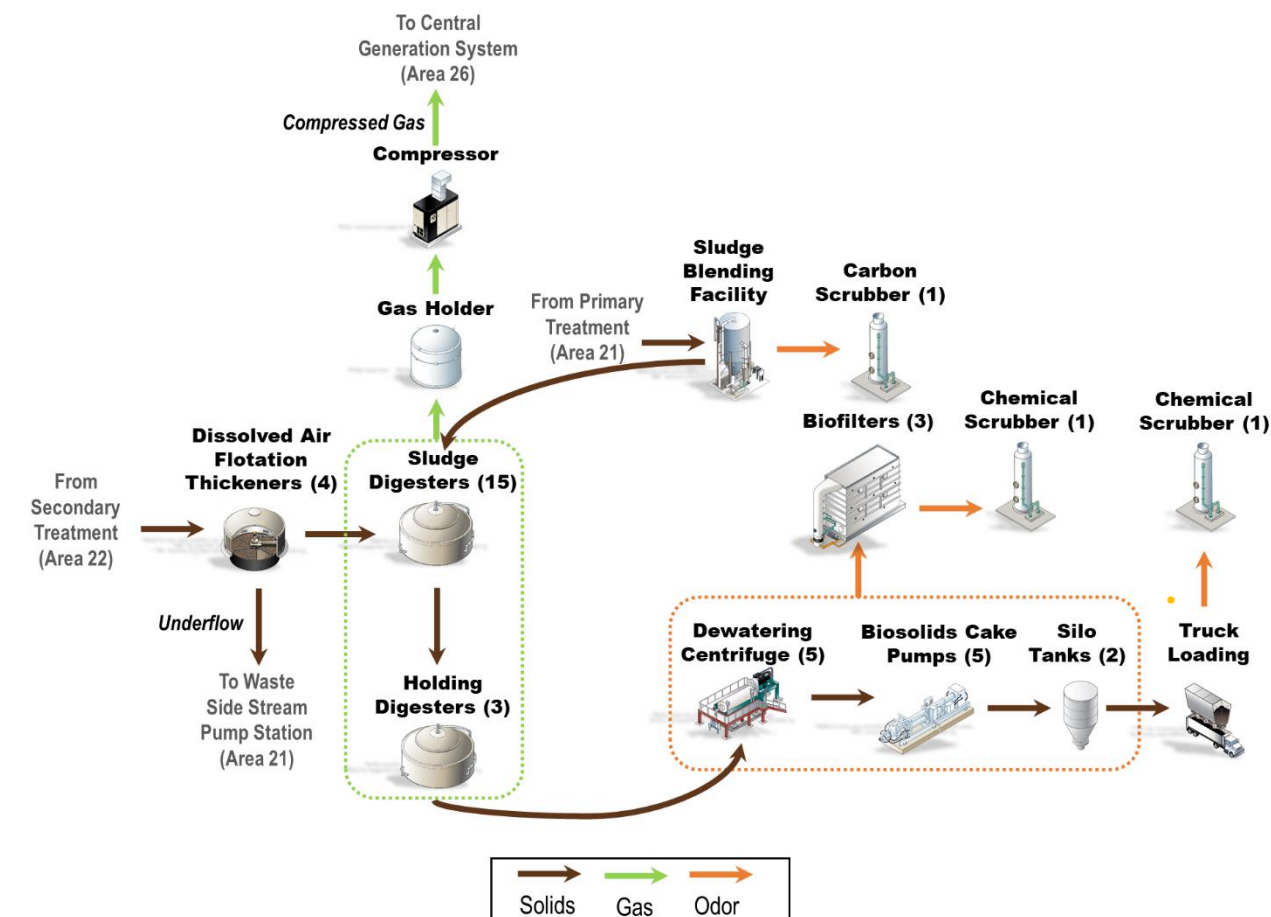 To Central
Generation System
(Area 26)
Compressed Gas
Compressor
Gas Holder
From Primary
Treatment
(Area 21)
Sludge
Blending
Facility
Carbon
Scrubber (1)
Biofilters (3)
Chemical
Scrubber (1)
Chemical
Scrubber (1)
From
Secondary
Treatment
(Area 22)
Dissolved Air
Flotation
Thickeners (4)
Sludge
Digesters (15)
Underflow
To Waste
Side Stream
Pump Station
(Area 21)
Holding
Digesters (3)
Dewatering
Centrifuge (5)
Biosolids Cake
Pumps (5)
Silo
Tanks (2)
Truck
Loading
Solids
Gas
Odor